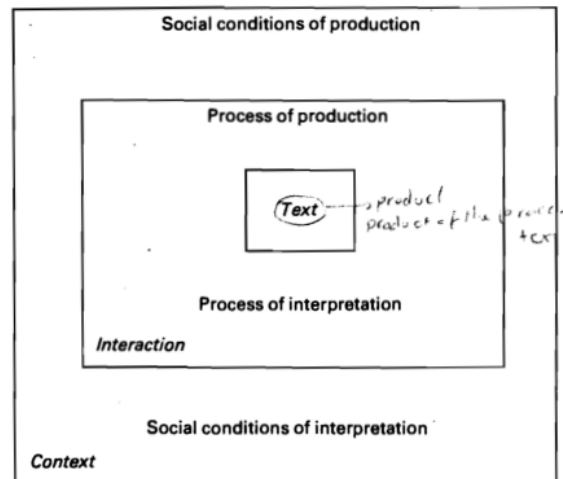 Social conditions of production
Process of production
Text
product
product of the
text
Process of interpretation
Interaction
Social conditions of interpretation
Context